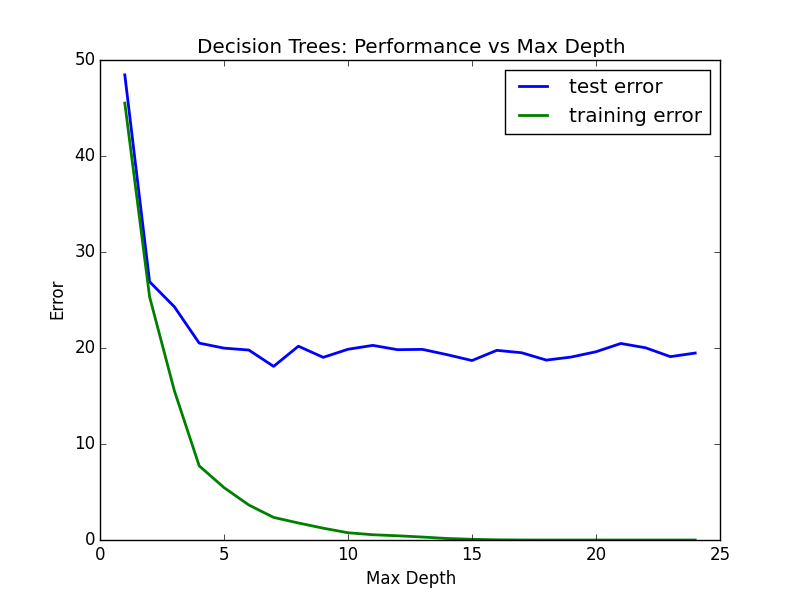 Decision Trees: Performance vs Max Depth
test error
training error
50
40
30
20
10
0
Error
0 5 10 15 20 25
Max Depth